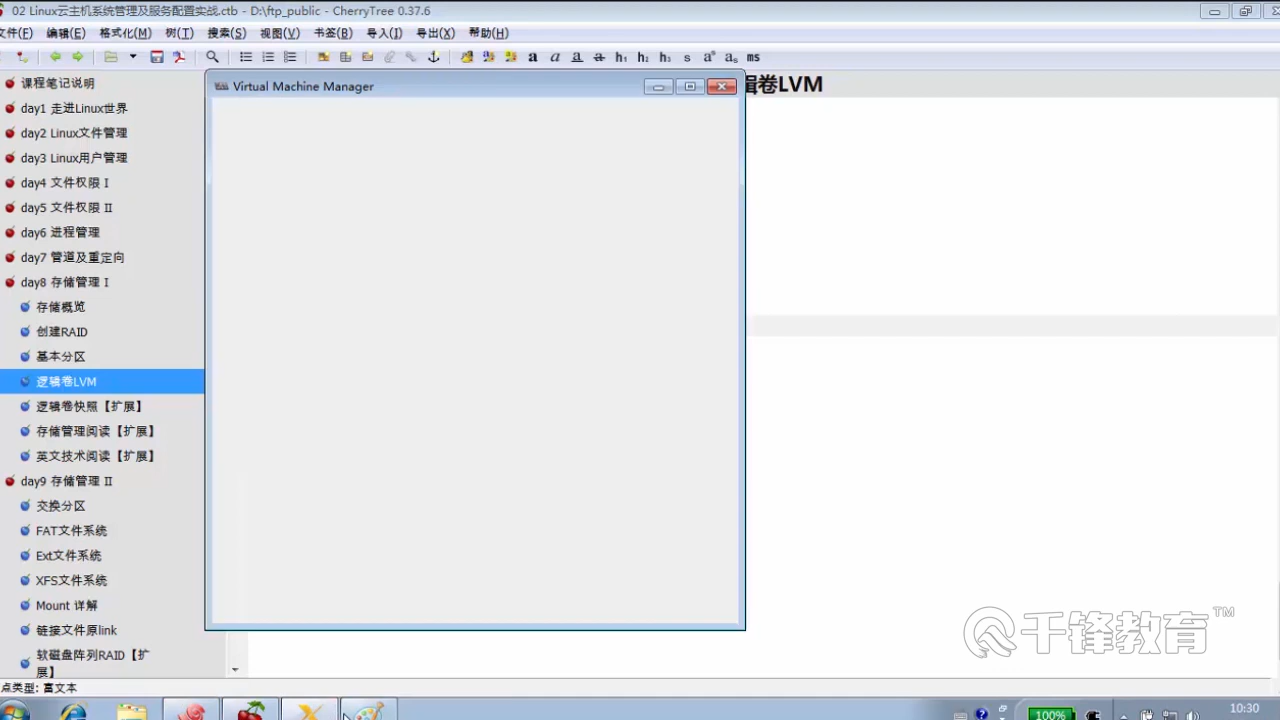 02 Linux云主机系统管理及服务配置实战.ctb - D:\ftp_public - CherryTree 0.37.6
文件(F) 编辑(E) 格式化(M) 树(T) 搜索(S) 视图(V) 书签(B) 导入(I) 导出(X) 帮助(H)
a a a a h₁ h₂ h₃ s aˢ aₛ ms
课程笔记说明
Virtual Machine Manager
辑卷LVM
day1 走进Linux世界
day2 Linux文件管理
day3 Linux用户管理
day4 文件权限 I
day5 文件权限 II
day6 进程管理
day7 管道及重定向
day8 存储管理 I
存储概览
创建RAID
基本分区
逻辑卷LVM
逻辑卷快照【扩展】
存储管理阅读【扩展】
英文技术阅读【扩展】
day9 存储管理 II
交换分区
FAT文件系统
Ext文件系统
XFS文件系统
Mount 详解
链接文件原link
软磁盘阵列RAID【扩
展】
点类型: 富文本
千锋教育™
100%
10:30